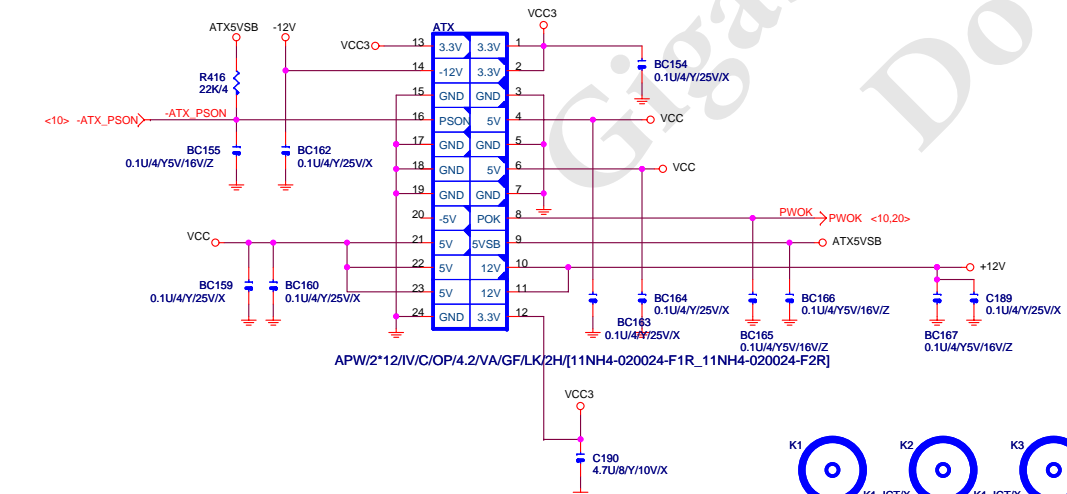 ATX5VSB
-12V
VCC3
ATX
VCC3
13
3.3V
3.3V
1
14
-12V
3.3V
2
15
GND
GND
3
16
PSON
5V
4
17
GND
GND
5
18
GND
5V
6
19
GND
GND
7
20
-5V
POK
8
21
5V
5VSB
9
22
5V
12V
10
23
5V
12V
11
24
GND
3.3V
12
R416
22K/4
<10> -ATX_PSON
-ATX_PSON
BC155
0.1U/4/Y5V/16V/Z
BC162
0.1U/4/Y/25V/X
BC154
0.1U/4/Y/25V/X
VCC
VCC
PWOK
PWOK <10,20>
ATX5VSB
+12V
VCC
BC159
0.1U/4/Y/25V/X
BC160
0.1U/4/Y/25V/X
BC163
0.1U/4/Y/25V/X
BC164
0.1U/4/Y/25V/X
BC165
0.1U/4/Y5V/16V/Z
BC166
0.1U/4/Y5V/16V/Z
BC167
0.1U/4/Y5V/16V/Z
C189
0.1U/4/Y/25V/X
APW/2*12/IV/C/OP/4.2/VA/GF/LK/2H/[11NH4-020024-F1R_11NH4-020024-F2R]
VCC3
C190
4.7U/8/Y/10V/X
K1
K2
K3
Giga
Do